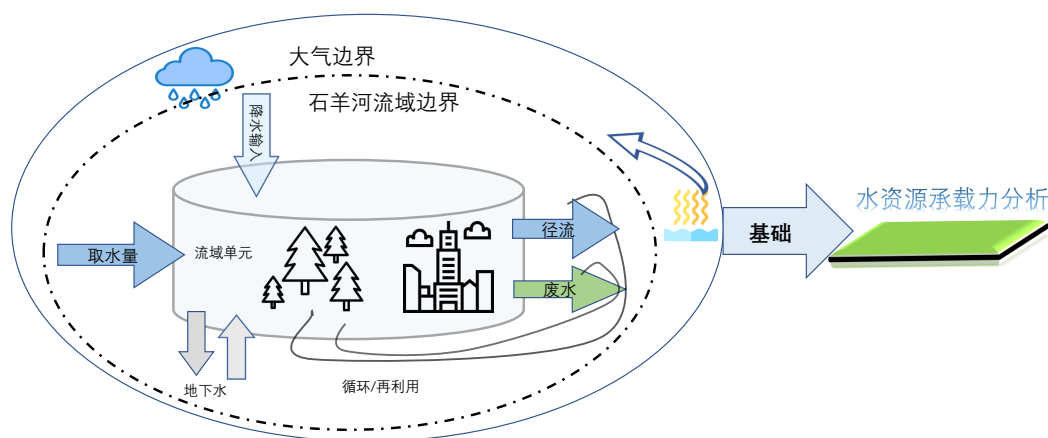 大气边界
石羊河流域边界
降水输入
水资源承载力分析
取水量
流域单元
径流
基础
废水
地下水
循环/再利用